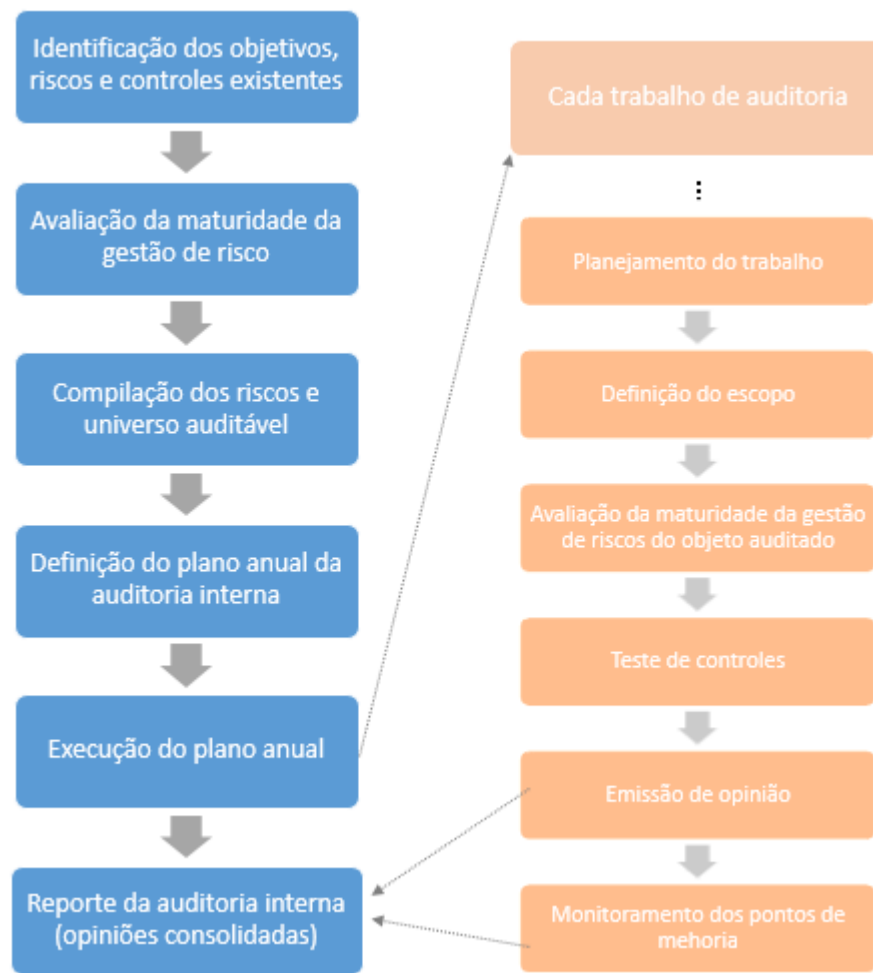 Identificação dos objetivos,
riscos e controles existentes
Avaliação da maturidade da
gestão de risco
Compilação dos riscos e
universo auditável
Definição do plano anual da
auditoria interna
Execução do plano anual
Reporte da auditoria interna
(opiniões consolidadas)
Cada trabalho de auditoria
...
Planejamento do trabalho
Definição do escopo
Avaliação da maturidade da gestão
de riscos do objeto auditado
Teste de controles
Emissão de opinião
Monitoramento dos pontos de
mehoria